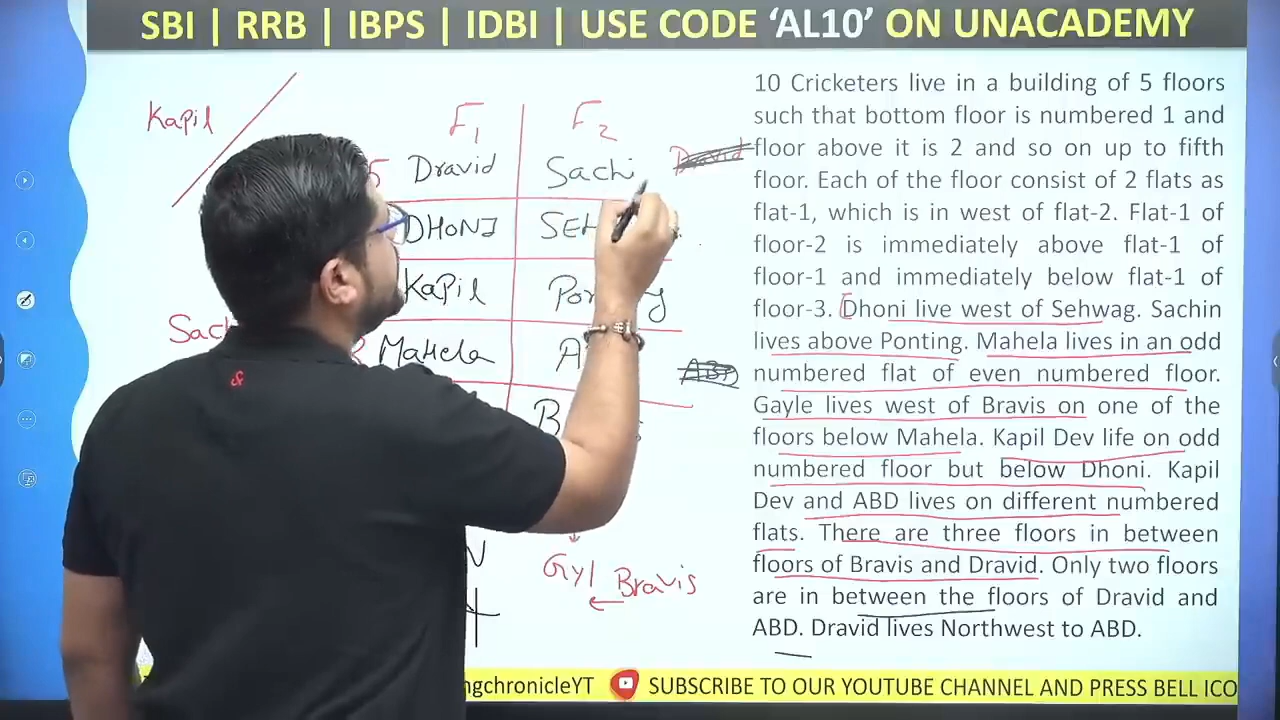 SBI | RRB | IBPS | IDBI | USE CODE 'AL10' ON UNACADEMY
10 Cricketers live in a building of 5 floors
such that bottom floor is numbered 1 and
floor above it is 2 and so on up to fifth
floor. Each of the floor consist of 2 flats as
flat-1, which is in west of flat-2. Flat-1 of
floor-2 is immediately above flat-1 of
floor-1 and immediately below flat-1 of
floor-3. Dhoni live west of Sehwag. Sachin
lives above Ponting. Mahela lives in an odd
numbered flat of even numbered floor.
Gayle lives west of Bravis on one of the
floors below Mahela. Kapil Dev life on odd
numbered floor but below Dhoni. Kapil
Dev and ABD lives on different numbered
flats. There are three floors in between
floors of Bravis and Dravid. Only two floors
are in between the floors of Dravid and
ABD. Dravid lives Northwest to ABD.
Kapil
F1 F2
5 Dravid Sachi
DHONI
Kapil
Mahela
N
Gyl Bravis
ngchronicleYT SUBSCRIBE TO OUR YOUTUBE CHANNEL AND PRESS BELL ICO